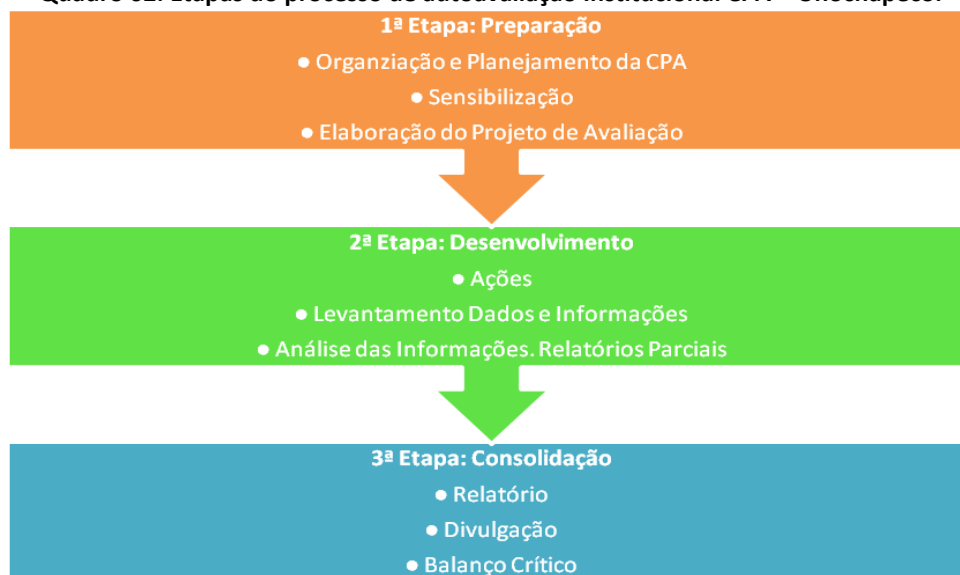 1ª Etapa: Preparação
● Organziação e Planejamento da CPA
● Sensibilização
● Elaboração do Projeto de Avaliação
2ª Etapa: Desenvolvimento
● Ações
● Levantamento Dados e Informações
● Análise das Informações. Relatórios Parciais
3ª Etapa: Consolidação
● Relatório
● Divulgação
● Balanço Crítico